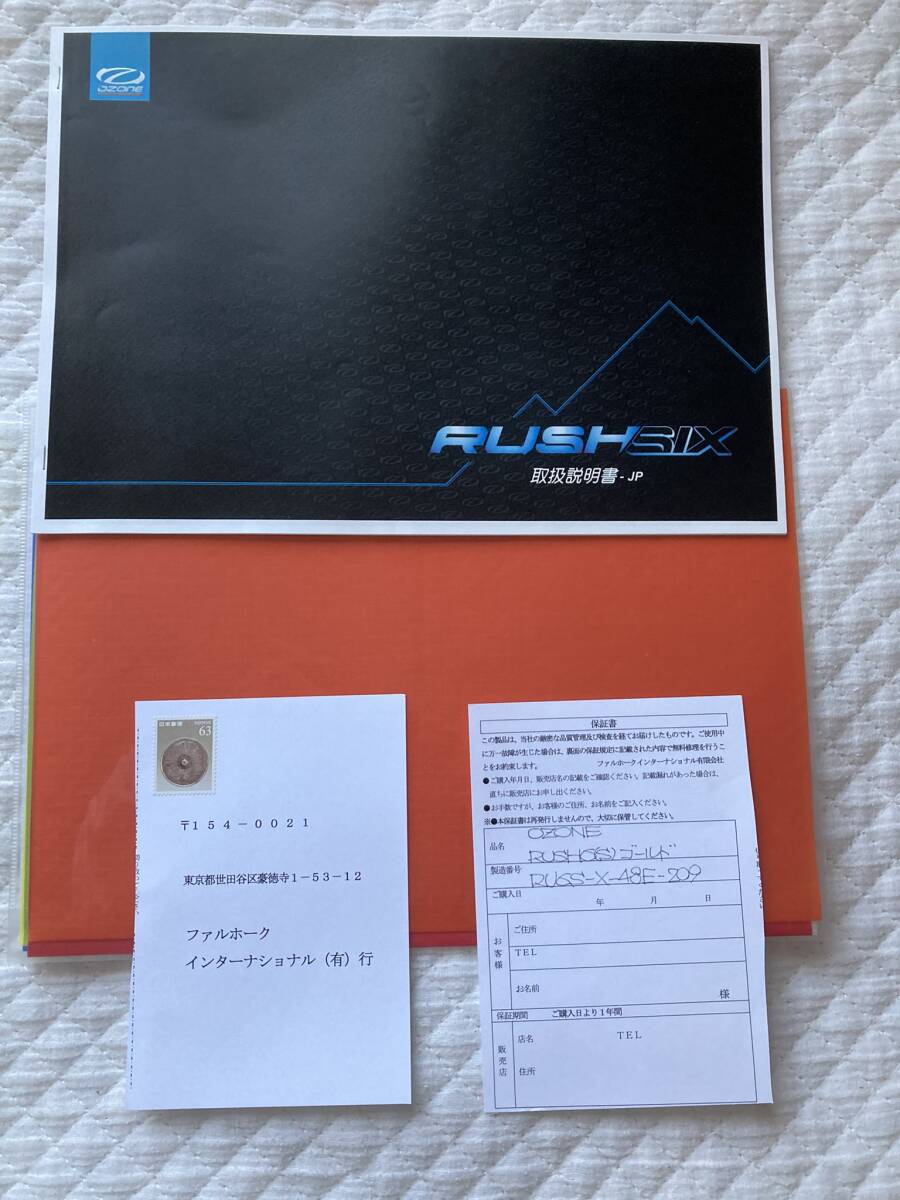 OZONE
RUSHSIX
取扱説明書 - JP
日本郵便 NIPPON
63
〒154-0021
東京都世田谷区豪徳寺1-53-12
ファルホーク
インターナショナル(有)行
保証書
この製品は、当社の厳密な品質管理及び検査を経てお届けしたものです。ご使用中
に万一故障が生じた場合は、裏面の保証規定に記載された内容で無料修理を行うこ
とをお約束します。 ファルホークインターナショナル有限会社
●ご購入年月日、販売店名の記載をご確認ください。記載漏れがあった場合は、
直ちに販売店にお申し出ください。
●お手数ですが、お客様のご住所、お名前をご記入ください。
※●本保証書は再発行しませんので、大切に保管してください。
品名
OZONE
RUSH6(S)ゴールド
製造番号
RU6S-X-48E-209
ご購入日
年 月 日
お客様
ご住所
TEL
お名前
様
保証期間 ご購入日より1年間
販売店
店名 TEL
住所